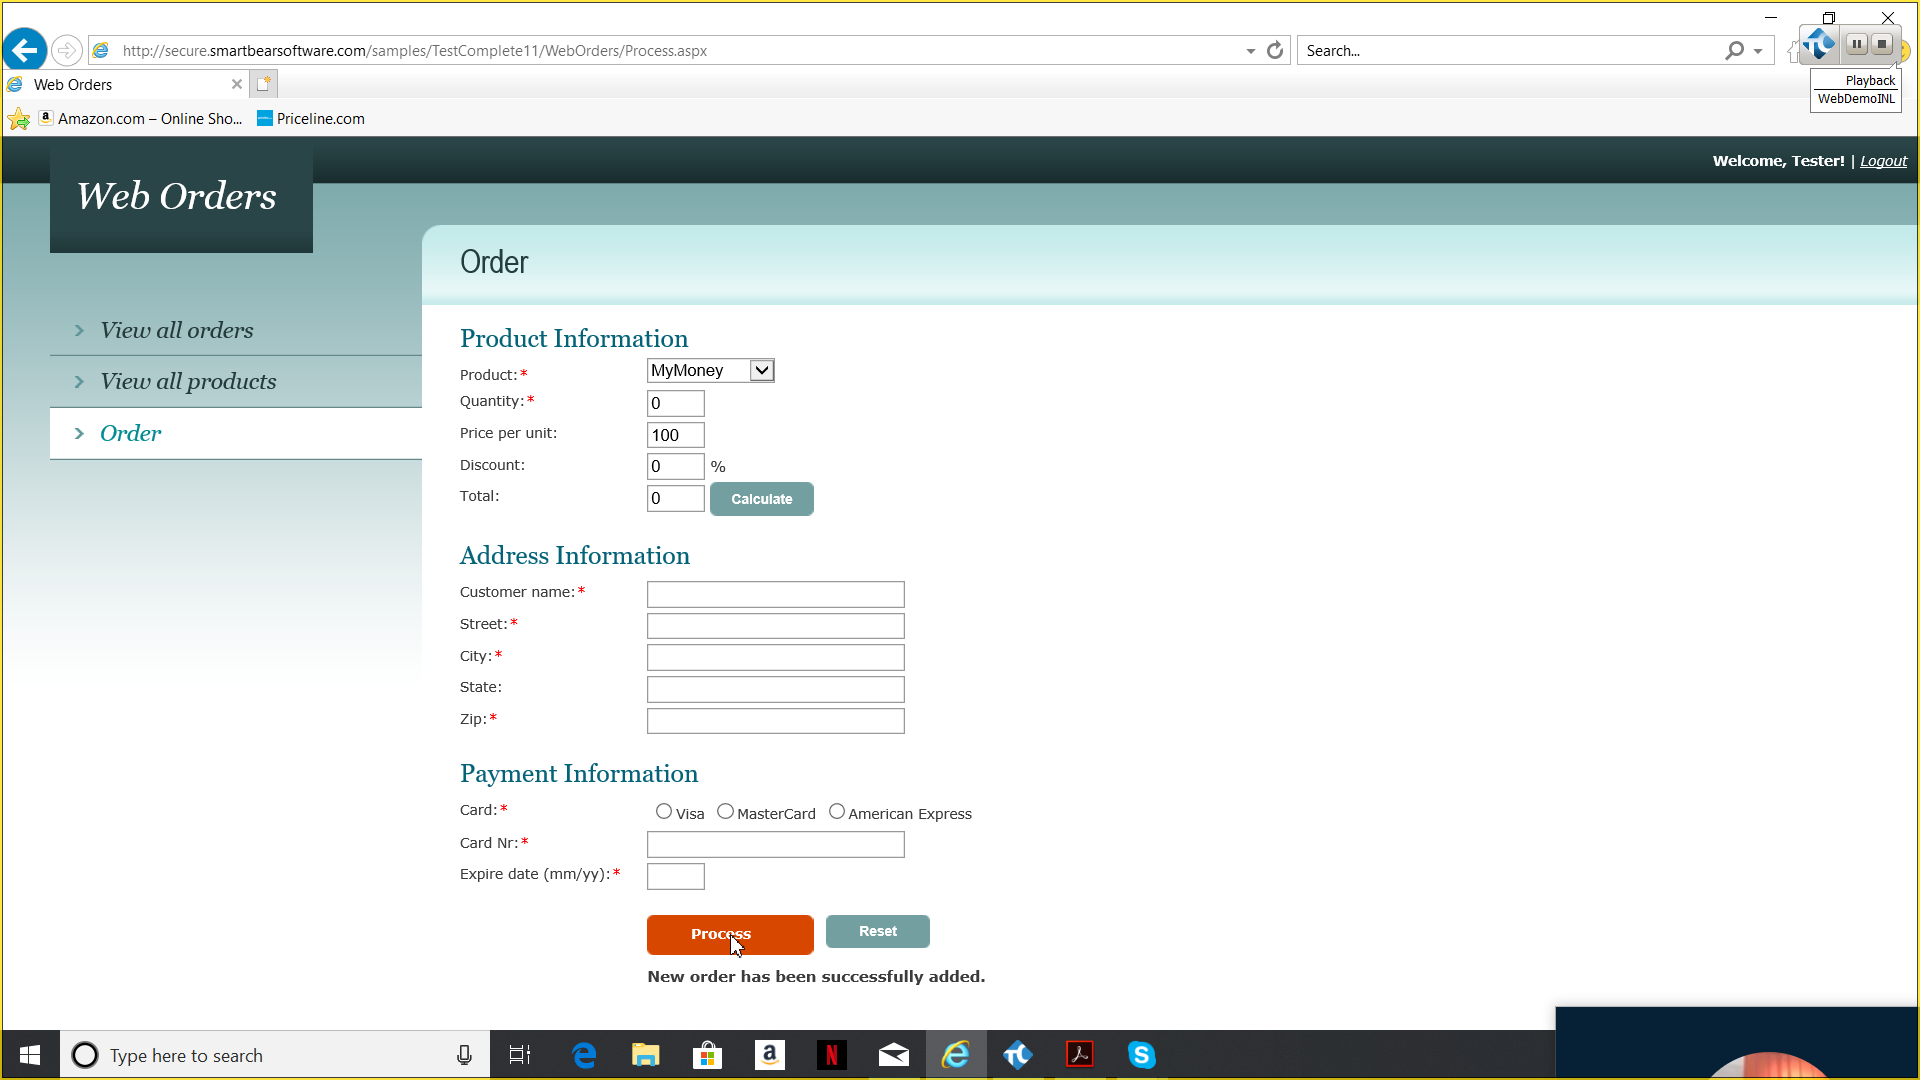 http://secure.smartbearsoftware.com/samples/TestComplete11/WebOrders/Process.aspx
Search...
Web Orders
Playback
WebDemoINL
Amazon.com – Online Sho...
Priceline.com
Welcome, Tester! | Logout
Web Orders
Order
View all orders
View all products
Order
Product Information
Product:* MyMoney
Quantity:* 0
Price per unit: 100
Discount: 0 %
Total: 0 Calculate
Address Information
Customer name:*
Street:*
City:*
State:
Zip:*
Payment Information
Card:* Visa MasterCard American Express
Card Nr:*
Expire date (mm/yy):*
Process Reset
New order has been successfully added.
Type here to search